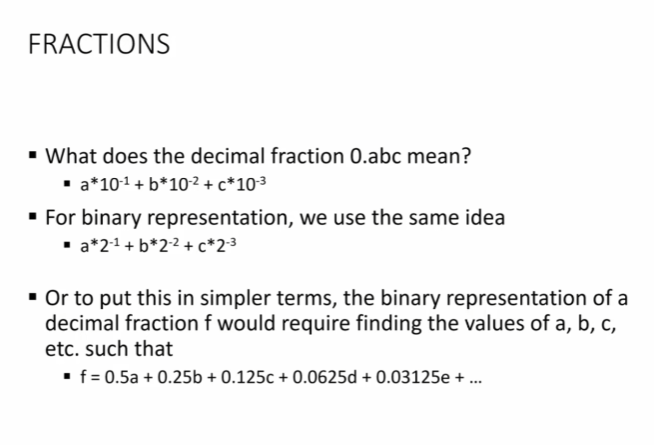 FRACTIONS
▪ What does the decimal fraction 0.abc mean?
▪ a*10⁻¹ + b*10⁻² + c*10⁻³
▪ For binary representation, we use the same idea
▪ a*2⁻¹ + b*2⁻² + c*2⁻³
▪ Or to put this in simpler terms, the binary representation of a
decimal fraction f would require finding the values of a, b, c,
etc. such that
▪ f = 0.5a + 0.25b + 0.125c + 0.0625d + 0.03125e + ...